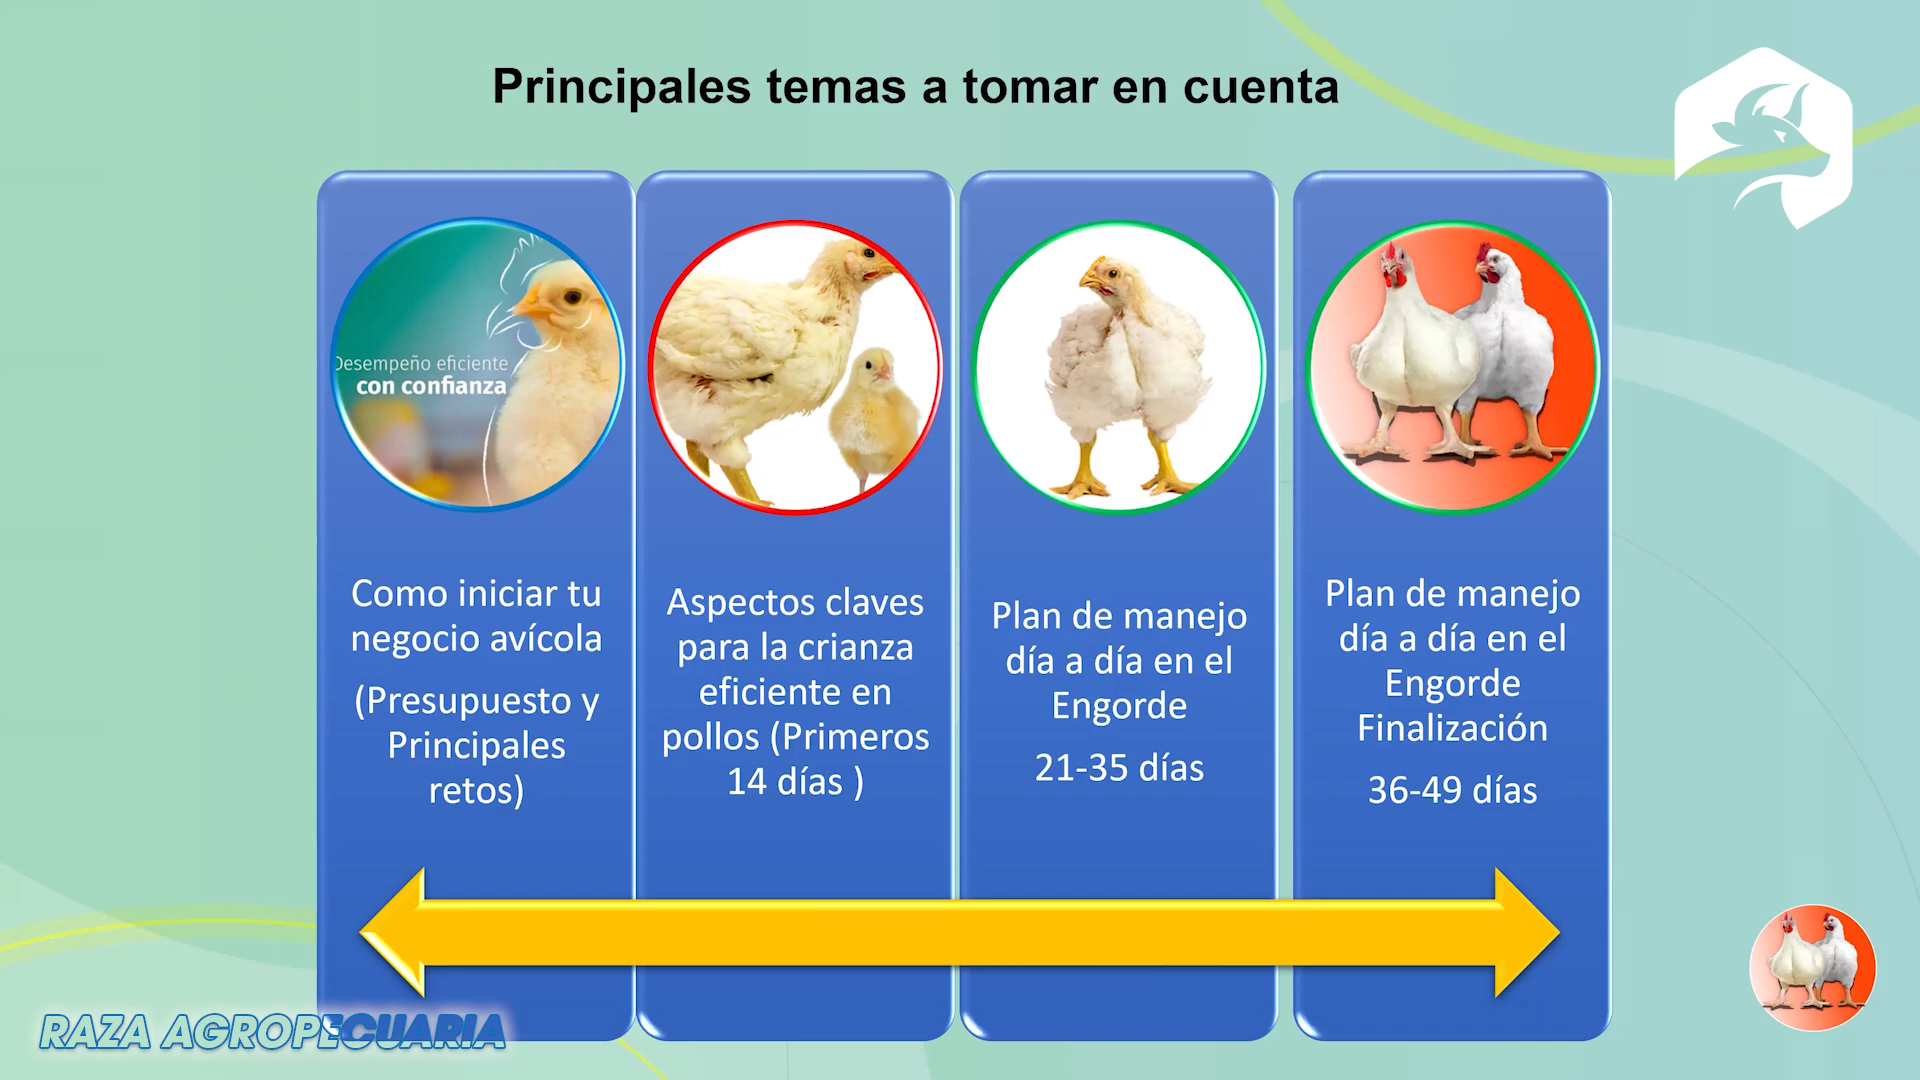 Principales temas a tomar en cuenta
Desempeño eficiente
con confianza
Como iniciar tu
negocio avícola
(Presupuesto y
Principales
retos)
Aspectos claves
para la crianza
eficiente en
pollos (Primeros
14 días )
Plan de manejo
día a día en el
Engorde
21-35 días
Plan de manejo
día a día en el
Engorde
Finalización
36-49 días
RAZA AGROPECUARIA